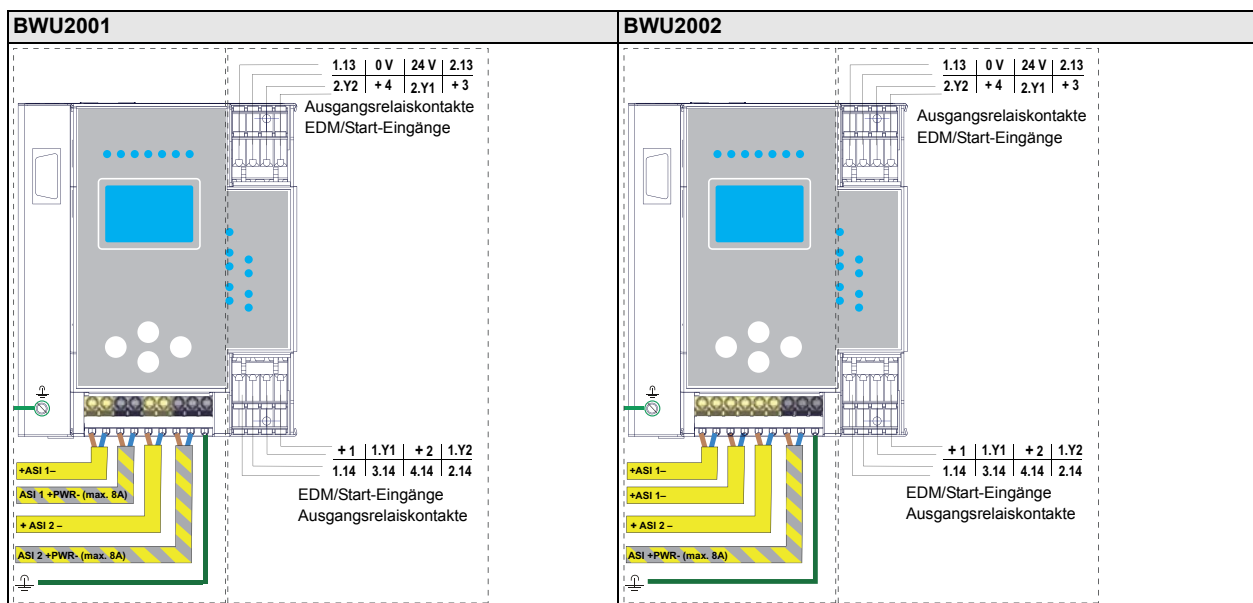 BWU2001
1.13 0 V 24 V 2.13
2.Y2 + 4 2.Y1 + 3
Ausgangsrelaiskontakte
EDM/Start-Eingänge
+ 1 1.Y1 + 2 1.Y2
1.14 3.14 4.14 2.14
EDM/Start-Eingänge
Ausgangsrelaiskontakte
+ASI 1–
ASI 1 +PWR- (max. 8A)
+ ASI 2 –
ASI 2 +PWR- (max. 8A)
BWU2002
1.13 0 V 24 V 2.13
2.Y2 + 4 2.Y1 + 3
Ausgangsrelaiskontakte
EDM/Start-Eingänge
+ 1 1.Y1 + 2 1.Y2
1.14 3.14 4.14 2.14
EDM/Start-Eingänge
Ausgangsrelaiskontakte
+ASI 1–
+ASI 1–
+ ASI 2 –
ASI +PWR- (max. 8A)